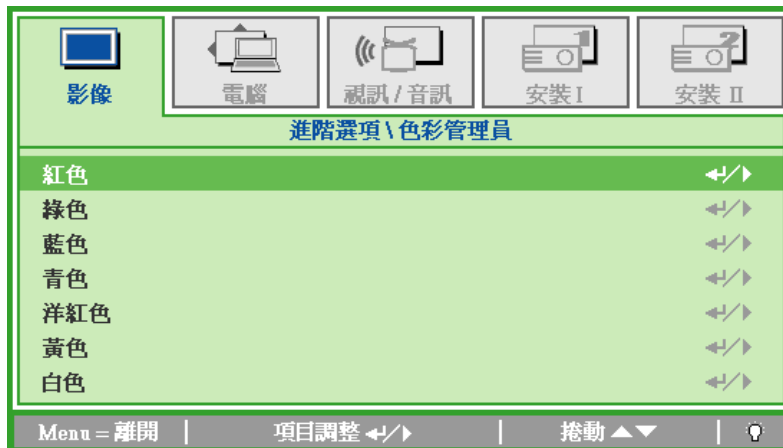 影像 電腦 視訊 / 音訊 安裝 I 安裝 II
進階選項 \ 色彩管理員
紅色
綠色
藍色
青色
洋紅色
黃色
白色
Menu = 離開 項目調整 捲動